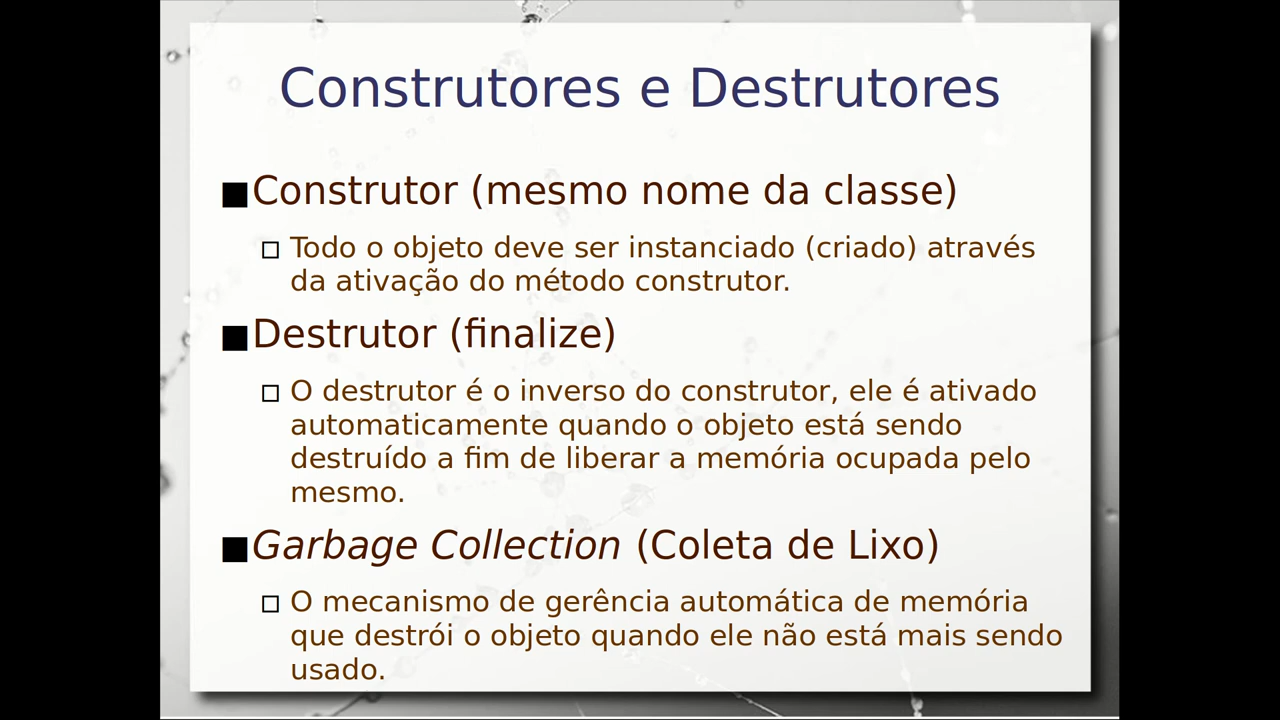 Construtores e Destrutores
■Construtor (mesmo nome da classe)
□ Todo o objeto deve ser instanciado (criado) através
da ativação do método construtor.
■Destrutor (finalize)
□ O destrutor é o inverso do construtor, ele é ativado
automaticamente quando o objeto está sendo
destruído a fim de liberar a memória ocupada pelo
mesmo.
■Garbage Collection (Coleta de Lixo)
□ O mecanismo de gerência automática de memória
que destrói o objeto quando ele não está mais sendo
usado.